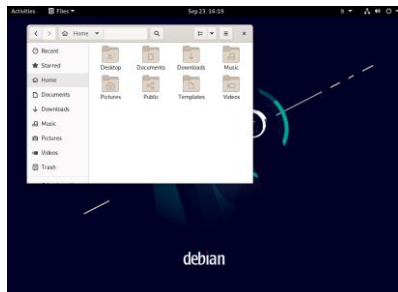 Activities Files Sep 23 16:19
Home
Recent
Starred
Home
Documents
Downloads
Music
Pictures
Videos
Trash
Desktop Documents Downloads Music
Pictures Public Templates Videos
debian